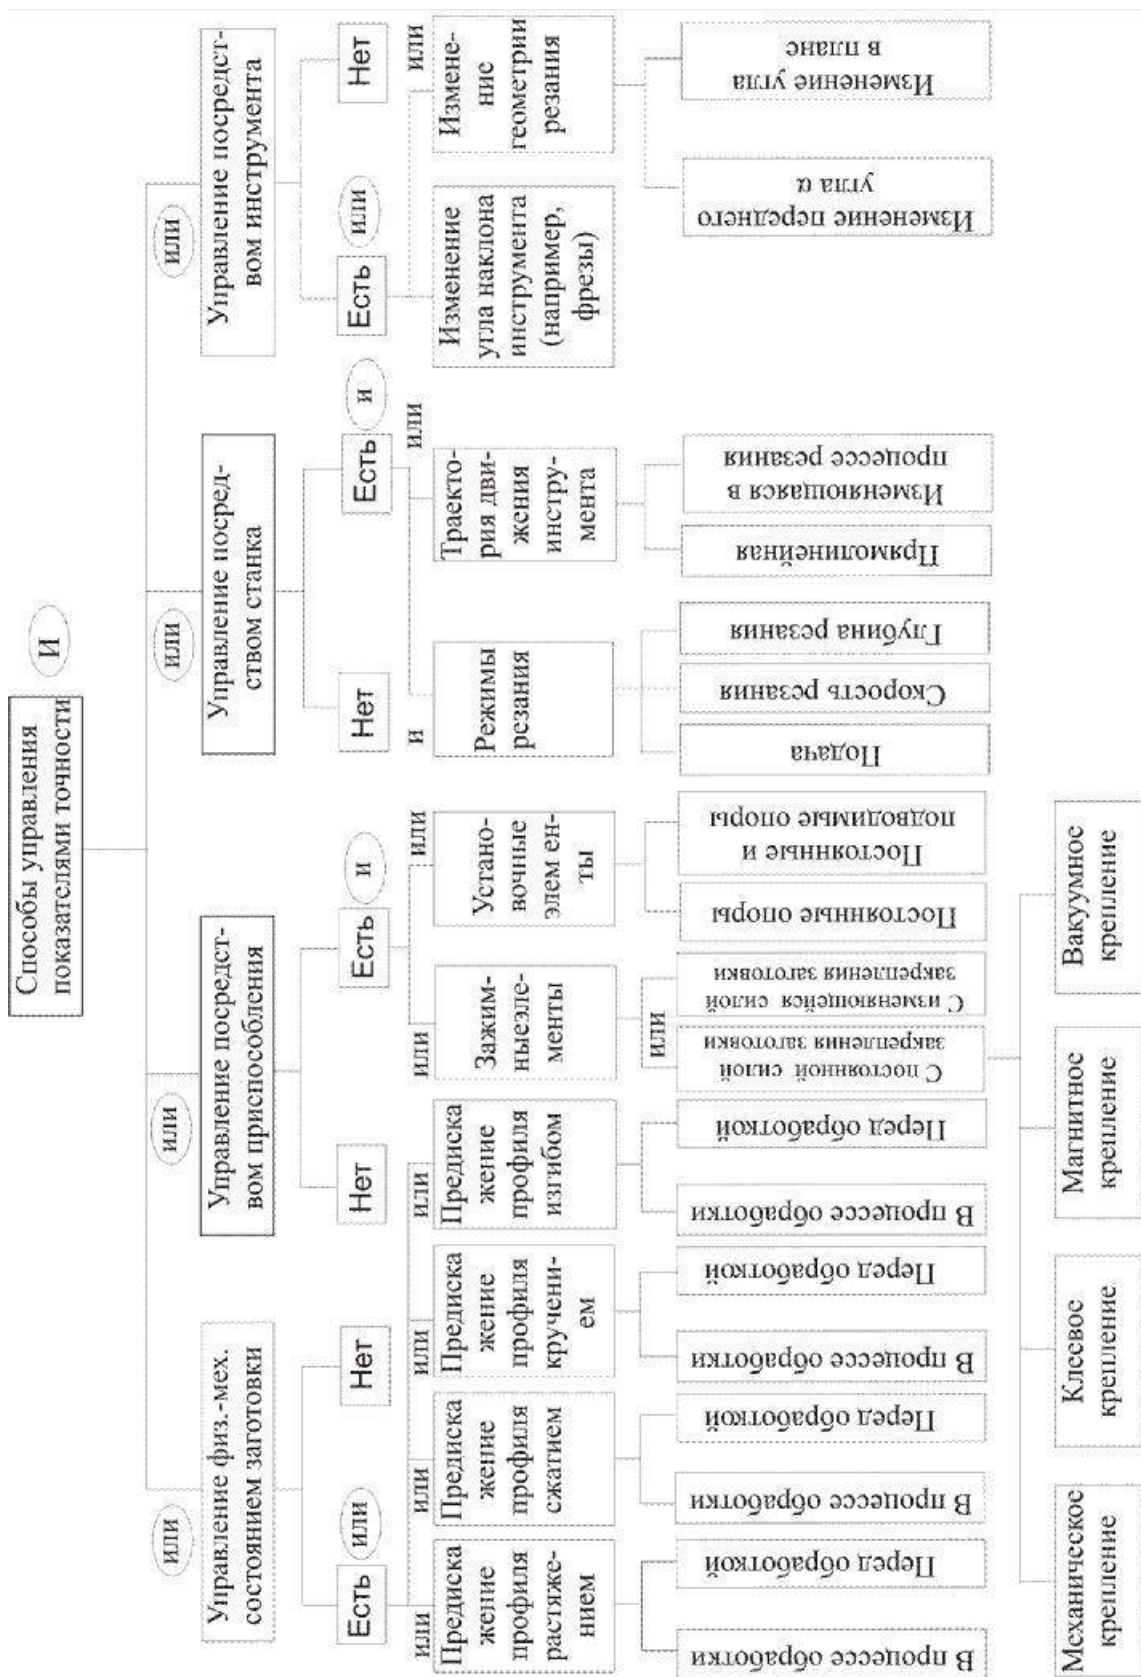 Способы управления
показателями точности
И
или
или
или
или
Управление физ.-мех.
состоянием заготовки
Управление посредст-
вом приспособления
Управление посред-
ством станка
Управление посредст-
вом инструмента
Есть
или
Нет
Нет
Есть
и
Нет
Есть
и
Есть
или
Нет
или
или
или
или
или
или
и
или
или
Предиска
жение
профиля
растяже-
нием
Предиска
жение
профиля
сжатием
Предиска
жение
профиля
кручени-
ем
Предиска
жение
профиля
изгибом
Зажим-
ныеэле-
менты
Устано-
вочные
элем ен-
ты
Режимы
резания
Траекто-
рия дви-
жения
инстру-
мента
Изменение
угла наклона
инструмента
(например,
фрезы)
Измене-
ние
геометрии
резания
или
В процессе обработки
Перед обработкой
В процессе обработки
Перед обработкой
В процессе обработки
Перед обработкой
В процессе обработки
Перед обработкой
С постоянной силой
закрепления заготовки
С изменяющейся силой
закрепления заготовки
Постоянные опоры
Постоянные и
подводимые опоры
Подача
Скорость резания
Глубина резания
Прямолинейная
Изменяющаяся в
процессе резания
Изменение переднего
угла α
Изменение угла
в плане
Механическое
крепление
Клеевое
крепление
Магнитное
крепление
Вакуумное
крепление